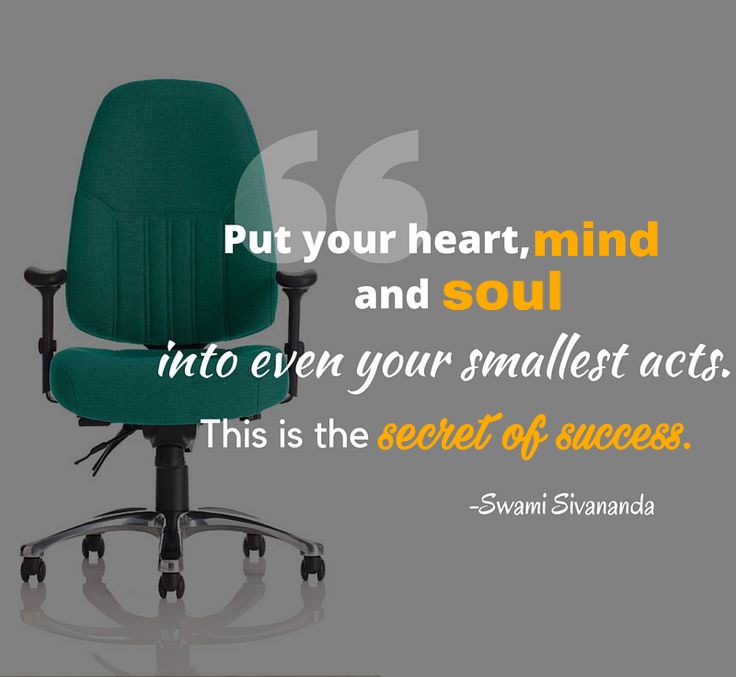 “
Put your heart,mind
and soul
into even your smallest acts.
This is the secret of success.
-Swami Sivananda